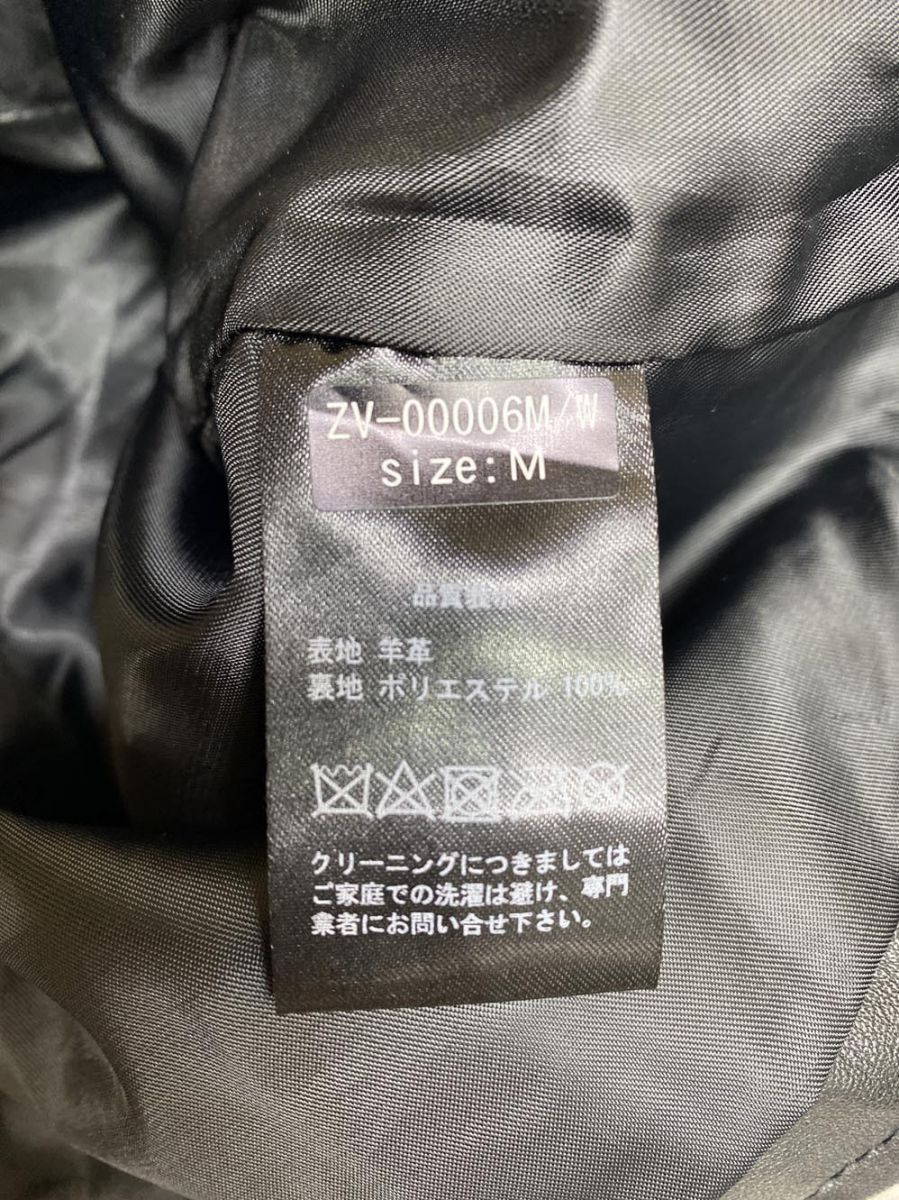 ZV-00006M/W
size:M
品質表示
表地 羊革
裏地 ポリエステル 100%
クリーニングにつきましては
ご家庭での洗濯は避け、専門
業者にお問い合せ下さい。